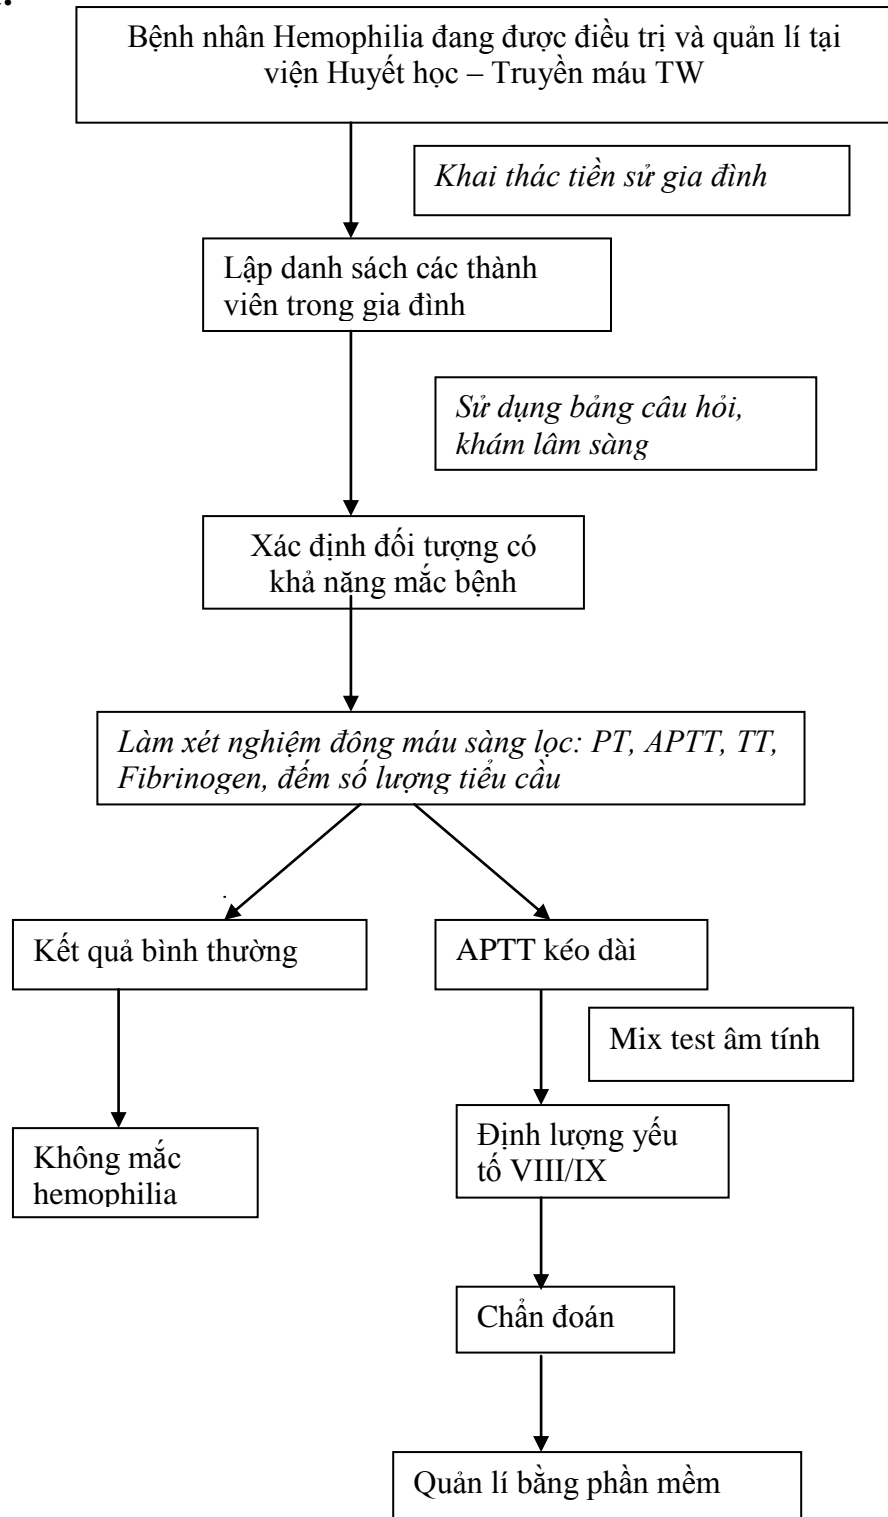 Bệnh nhân Hemophilia đang được điều trị và quản lí tại
viện Huyết học – Truyền máu TW
Khai thác tiền sử gia đình
Lập danh sách các thành
viên trong gia đình
Sử dụng bảng câu hỏi,
khám lâm sàng
Xác định đối tượng có
khả năng mắc bệnh
Làm xét nghiệm đông máu sàng lọc: PT, APTT, TT,
Fibrinogen, đếm số lượng tiểu cầu
Kết quả bình thường
APTT kéo dài
Mix test âm tính
Không mắc
hemophilia
Định lượng yếu
tố VIII/IX
Chẩn đoán
Quản lí bằng phần mềm